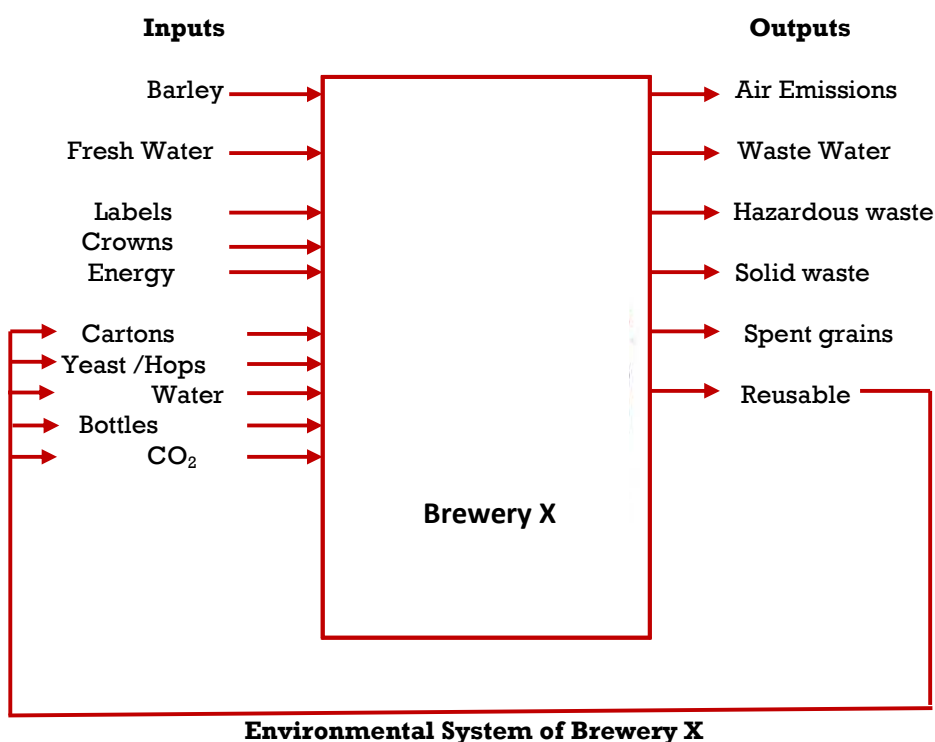 Inputs
Outputs
Barley
Air Emissions
Fresh Water
Waste Water
Labels
Hazardous waste
Crowns
Energy
Solid waste
Cartons
Spent grains
Yeast /Hops
Water
Reusable
Bottles
CO₂
Brewery X
Environmental System of Brewery X